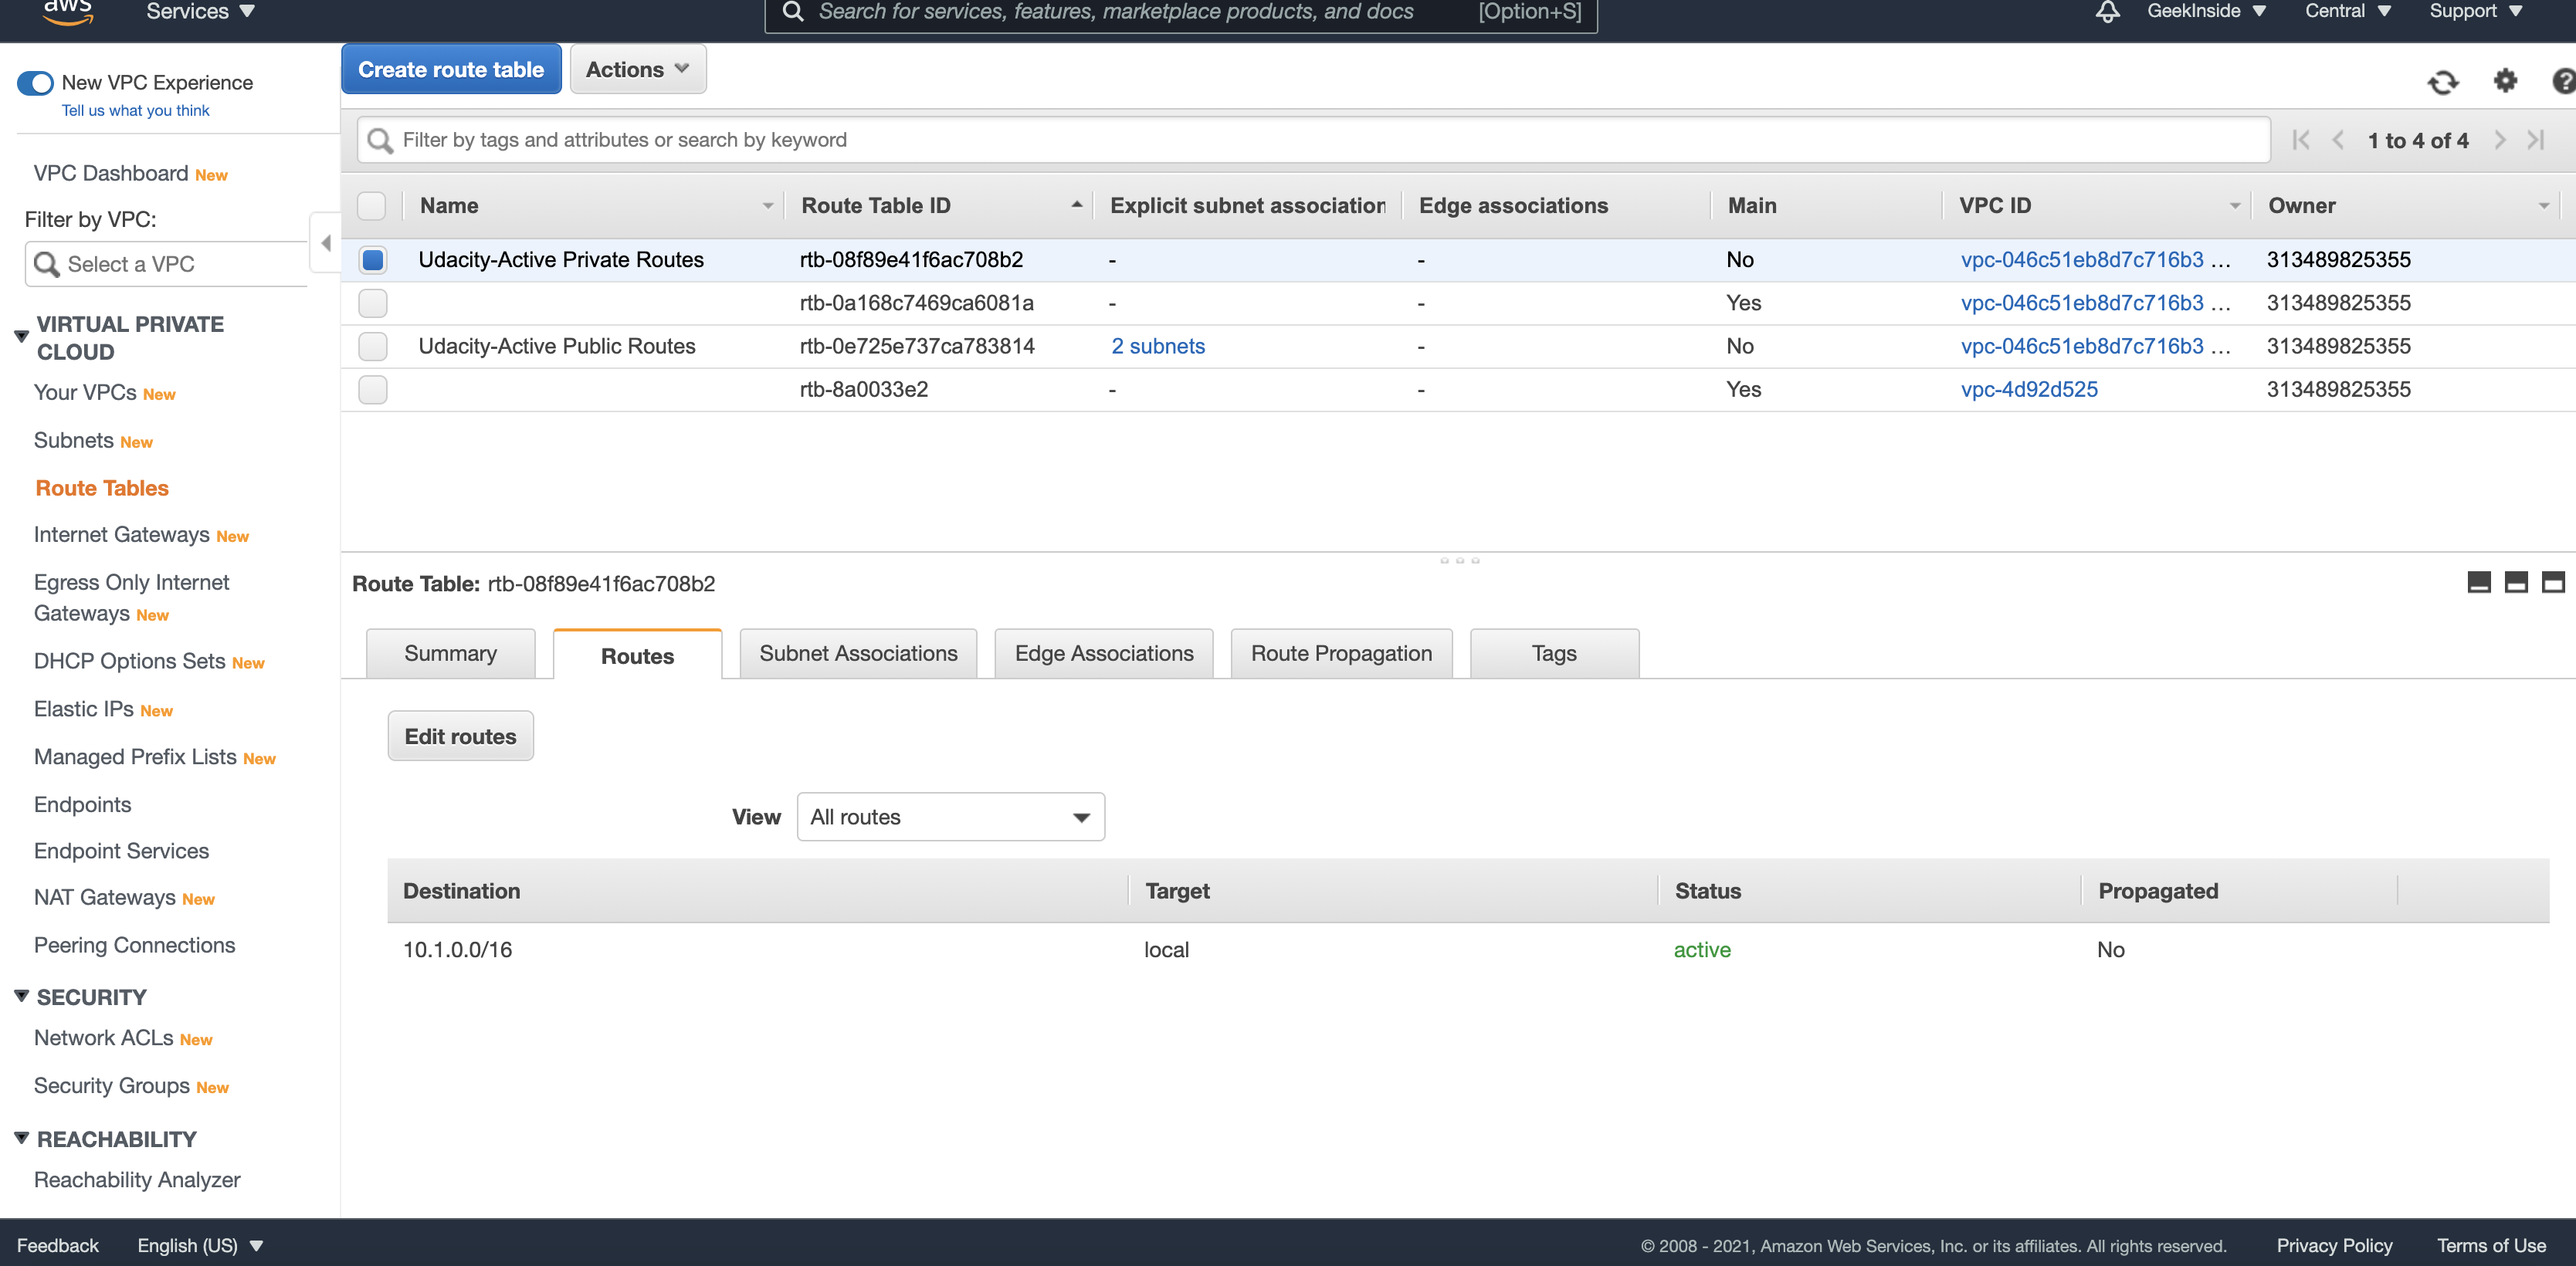 aws
Services
Search for services, features, marketplace products, and docs [Option+S]
GeekInside
Central
Support
New VPC Experience
Tell us what you think
VPC Dashboard New
Filter by VPC:
Select a VPC
VIRTUAL PRIVATE
CLOUD
Your VPCs New
Subnets New
Route Tables
Internet Gateways New
Egress Only Internet
Gateways New
DHCP Options Sets New
Elastic IPs New
Managed Prefix Lists New
Endpoints
Endpoint Services
NAT Gateways New
Peering Connections
SECURITY
Network ACLs New
Security Groups New
REACHABILITY
Reachability Analyzer
Create route table Actions
Filter by tags and attributes or search by keyword
1 to 4 of 4
Name Route Table ID Explicit subnet association Edge associations Main VPC ID Owner
Udacity-Active Private Routes rtb-08f89e41f6ac708b2 - - No vpc-046c51eb8d7c716b3 ... 313489825355
rtb-0a168c7469ca6081a - - Yes vpc-046c51eb8d7c716b3 ... 313489825355
Udacity-Active Public Routes rtb-0e725e737ca783814 2 subnets - No vpc-046c51eb8d7c716b3 ... 313489825355
rtb-8a0033e2 - - Yes vpc-4d92d525 313489825355
Route Table: rtb-08f89e41f6ac708b2
Summary Routes Subnet Associations Edge Associations Route Propagation Tags
Edit routes
View All routes
Destination Target Status Propagated
10.1.0.0/16 local active No
Feedback English (US)
© 2008 - 2021, Amazon Web Services, Inc. or its affiliates. All rights reserved. Privacy Policy Terms of Use